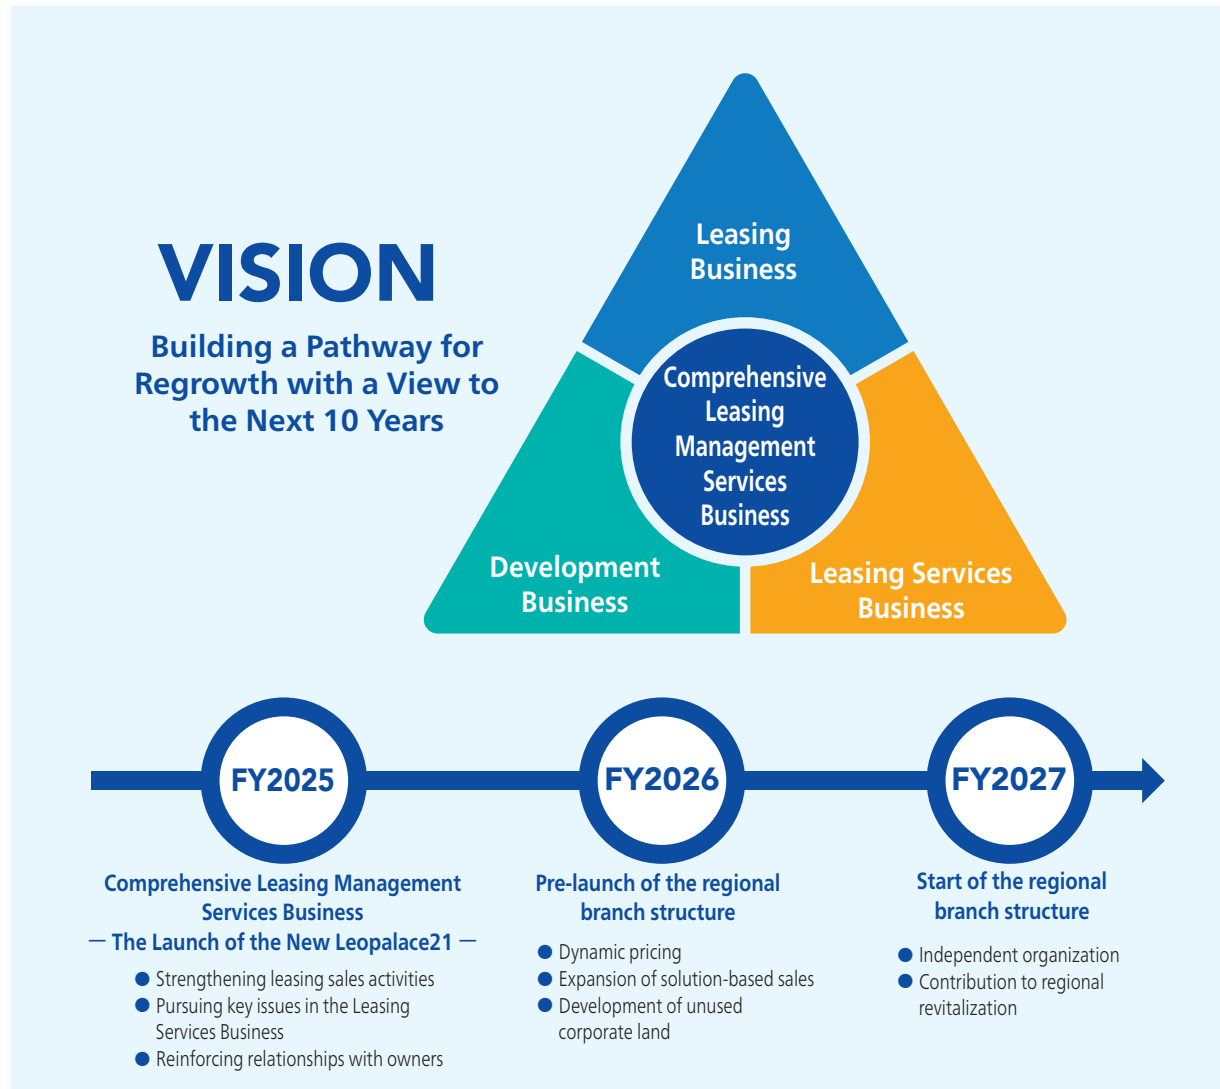 VISION
Building a Pathway for
Regrowth with a View to
the Next 10 Years
Leasing
Business
Comprehensive
Leasing
Management
Services
Business
Development
Business
Leasing Services
Business
FY2025
Comprehensive Leasing Management
Services Business
— The Launch of the New Leopalace21 —
● Strengthening leasing sales activities
● Pursuing key issues in the Leasing
Services Business
● Reinforcing relationships with owners
FY2026
Pre-launch of the regional
branch structure
● Dynamic pricing
● Expansion of solution-based sales
● Development of unused
corporate land
FY2027
Start of the regional
branch structure
● Independent organization
● Contribution to regional
revitalization